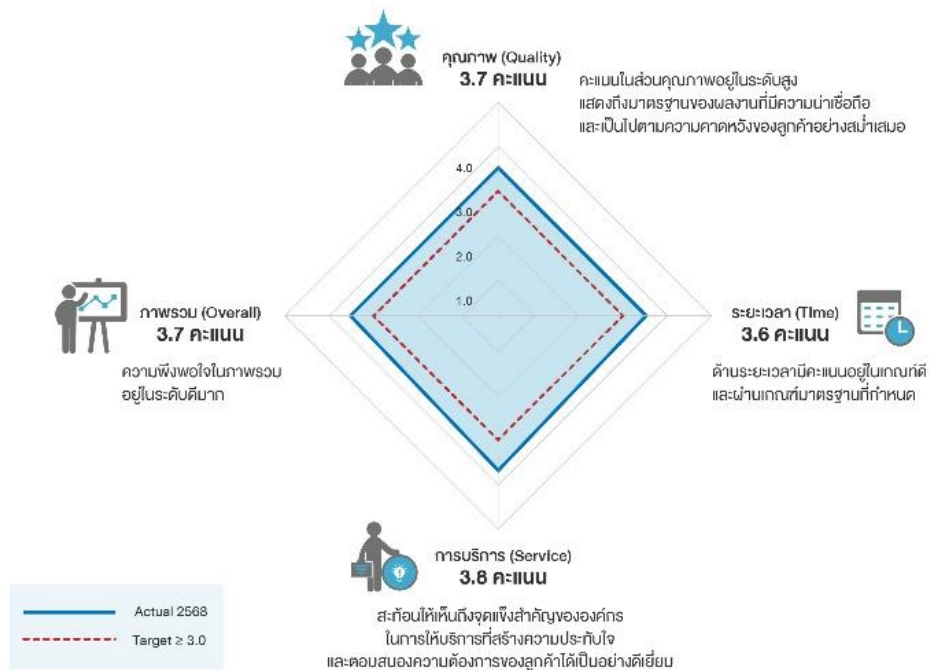 คุณภาพ (Quality)
3.7 คะแนน
คะแนนในส่วนคุณภาพอยู่ในระดับสูง
แสดงถึงมาตรฐานของผลงานที่มีความน่าเชื่อถือ
และเป็นไปตามความคาดหวังของลูกค้าอย่างสม่ำเสมอ
4.0
3.0
2.0
1.0
ภาพรวม (Overall)
3.7 คะแนน
ความพึงพอใจในภาพรวม
อยู่ในระดับดีมาก
ระยะเวลา (Time)
3.6 คะแนน
ด้านระยะเวลามีคะแนนอยู่ในเกณฑ์ดี
และผ่านเกณฑ์มาตรฐานที่กำหนด
การบริการ (Service)
3.8 คะแนน
สะท้อนให้เห็นถึงจุดแข็งสำคัญขององค์กร
ในการให้บริการที่สร้างความประทับใจ
และตอบสนองความต้องการของลูกค้าได้เป็นอย่างดีเยี่ยม
Actual 2568
Target ≥ 3.0